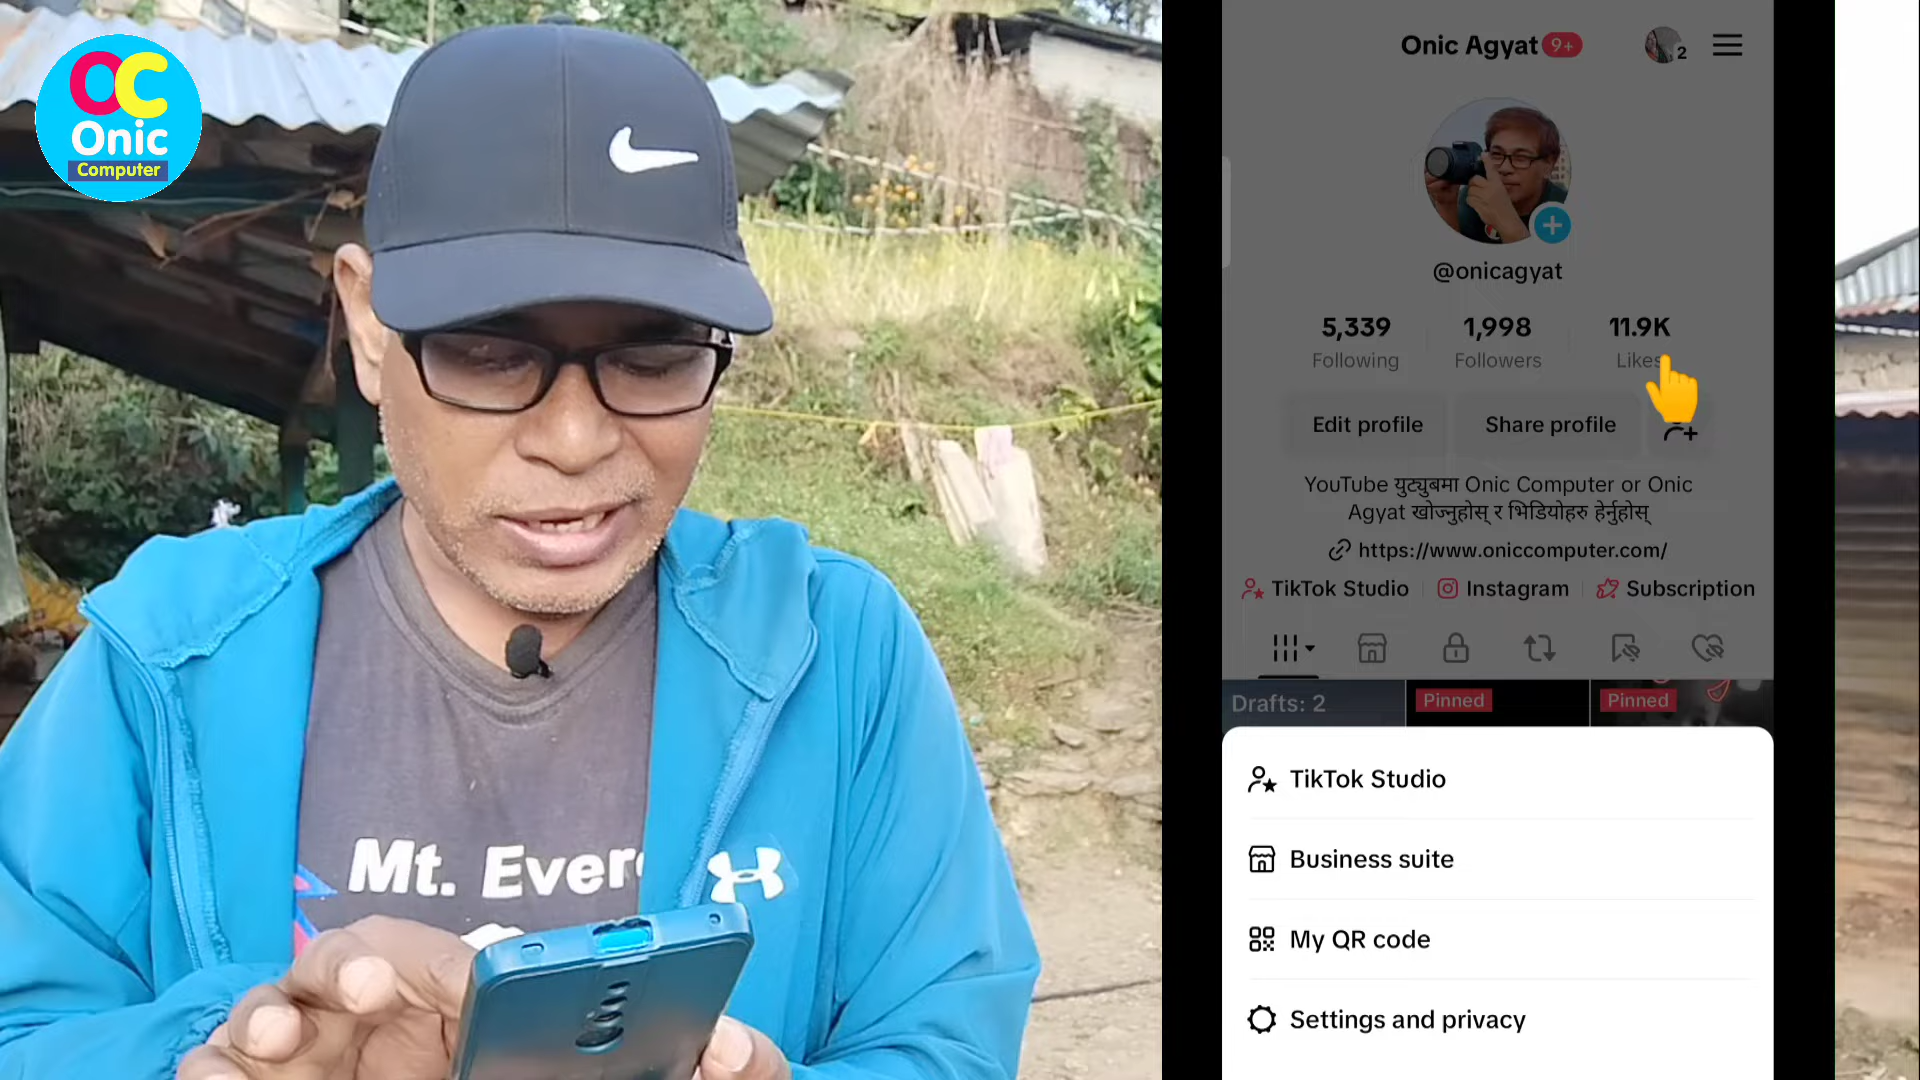 OC
Onic
Computer
Mt. Evere
Onic Agyat 9+
2
@onicagyat
5,339 1,998 11.9K
Following Followers Likes
Edit profile Share profile
YouTube युट्युबमा Onic Computer or Onic
Agyat खोज्नुहोस् र भिडियोहरु हेर्नुहोस्
https://www.oniccomputer.com/
TikTok Studio Instagram Subscription
Drafts: 2 Pinned Pinned
TikTok Studio
Business suite
My QR code
Settings and privacy